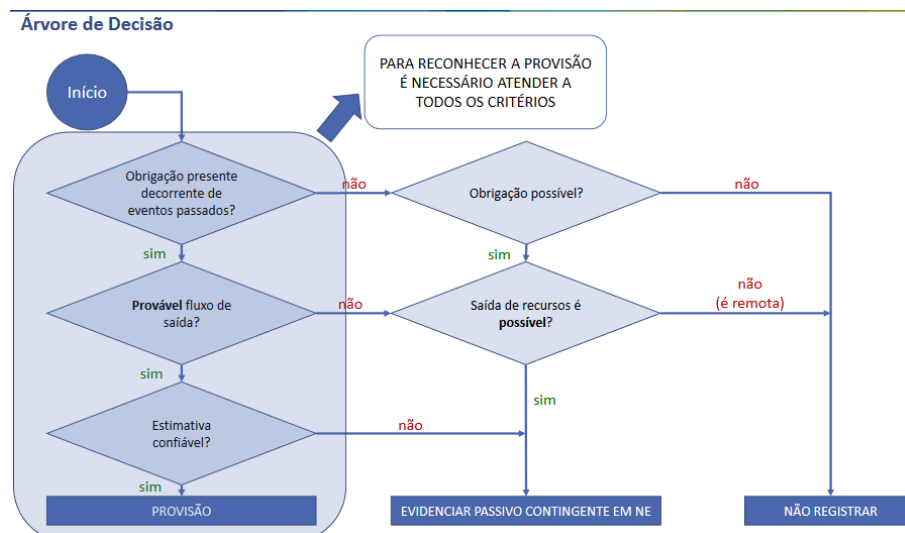 Árvore de Decisão
PARA RECONHECER A PROVISÃO
É NECESSÁRIO ATENDER A
TODOS OS CRITÉRIOS
Início
Obrigação presente
decorrente de
eventos passados?
não
Obrigação possível?
não
sim
sim
Provável fluxo de
saída?
não
Saída de recursos é
possível?
não
(é remota)
sim
sim
Estimativa
confiável?
não
sim
PROVISÃO
EVIDENCIAR PASSIVO CONTINGENTE EM NE
NÃO REGISTRAR